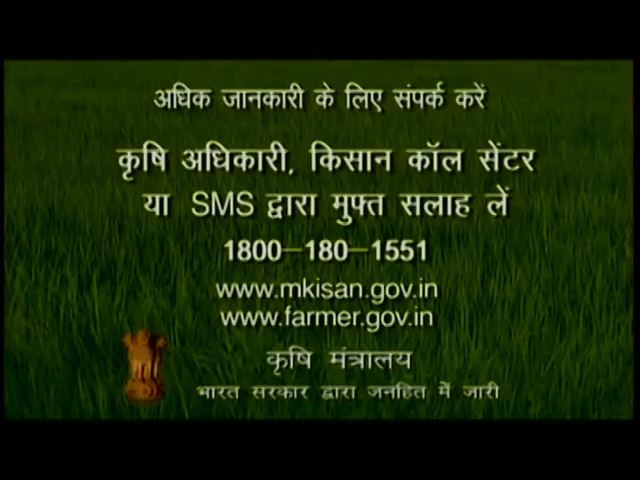 अधिक जानकारी के लिए संपर्क करें
कृषि अधिकारी, किसान कॉल सेंटर
या SMS द्वारा मुफ्त सलाह लें
1800-180-1551
www.mkisan.gov.in
www.farmer.gov.in
कृषि मंत्रालय
भारत सरकार द्वारा जनहित में जारी